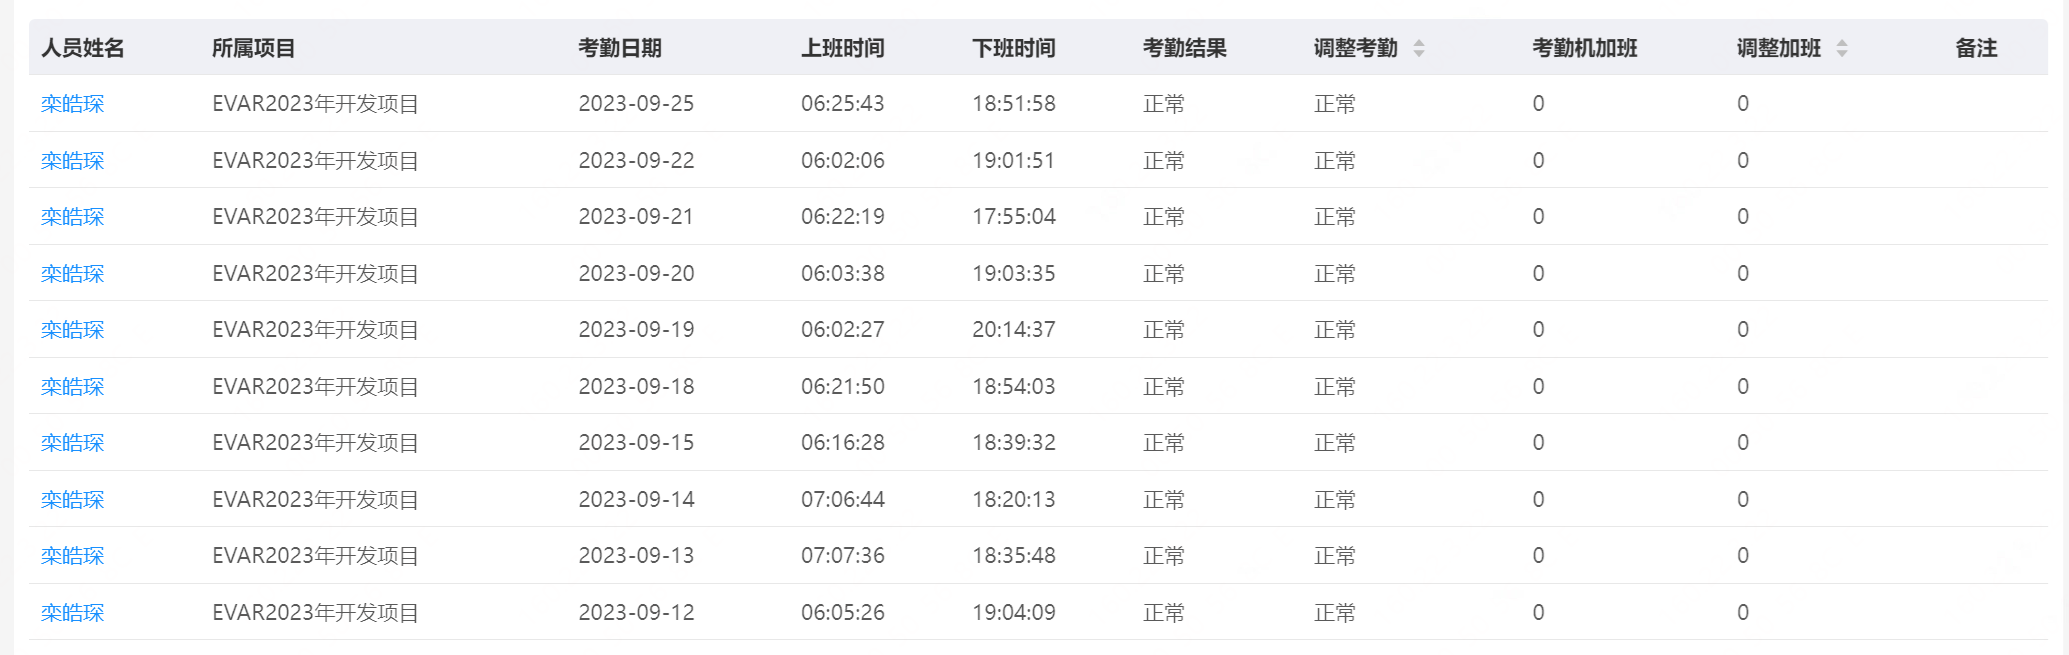 人员姓名 所属项目 考勤日期 上班时间 下班时间 考勤结果 调整考勤 考勤机加班 调整加班 备注
栾皓琛 EVAR2023年开发项目 2023-09-25 06:25:43 18:51:58 正常 正常 0 0
栾皓琛 EVAR2023年开发项目 2023-09-22 06:02:06 19:01:51 正常 正常 0 0
栾皓琛 EVAR2023年开发项目 2023-09-21 06:22:19 17:55:04 正常 正常 0 0
栾皓琛 EVAR2023年开发项目 2023-09-20 06:03:38 19:03:35 正常 正常 0 0
栾皓琛 EVAR2023年开发项目 2023-09-19 06:02:27 20:14:37 正常 正常 0 0
栾皓琛 EVAR2023年开发项目 2023-09-18 06:21:50 18:54:03 正常 正常 0 0
栾皓琛 EVAR2023年开发项目 2023-09-15 06:16:28 18:39:32 正常 正常 0 0
栾皓琛 EVAR2023年开发项目 2023-09-14 07:06:44 18:20:13 正常 正常 0 0
栾皓琛 EVAR2023年开发项目 2023-09-13 07:07:36 18:35:48 正常 正常 0 0
栾皓琛 EVAR2023年开发项目 2023-09-12 06:05:26 19:04:09 正常 正常 0 0